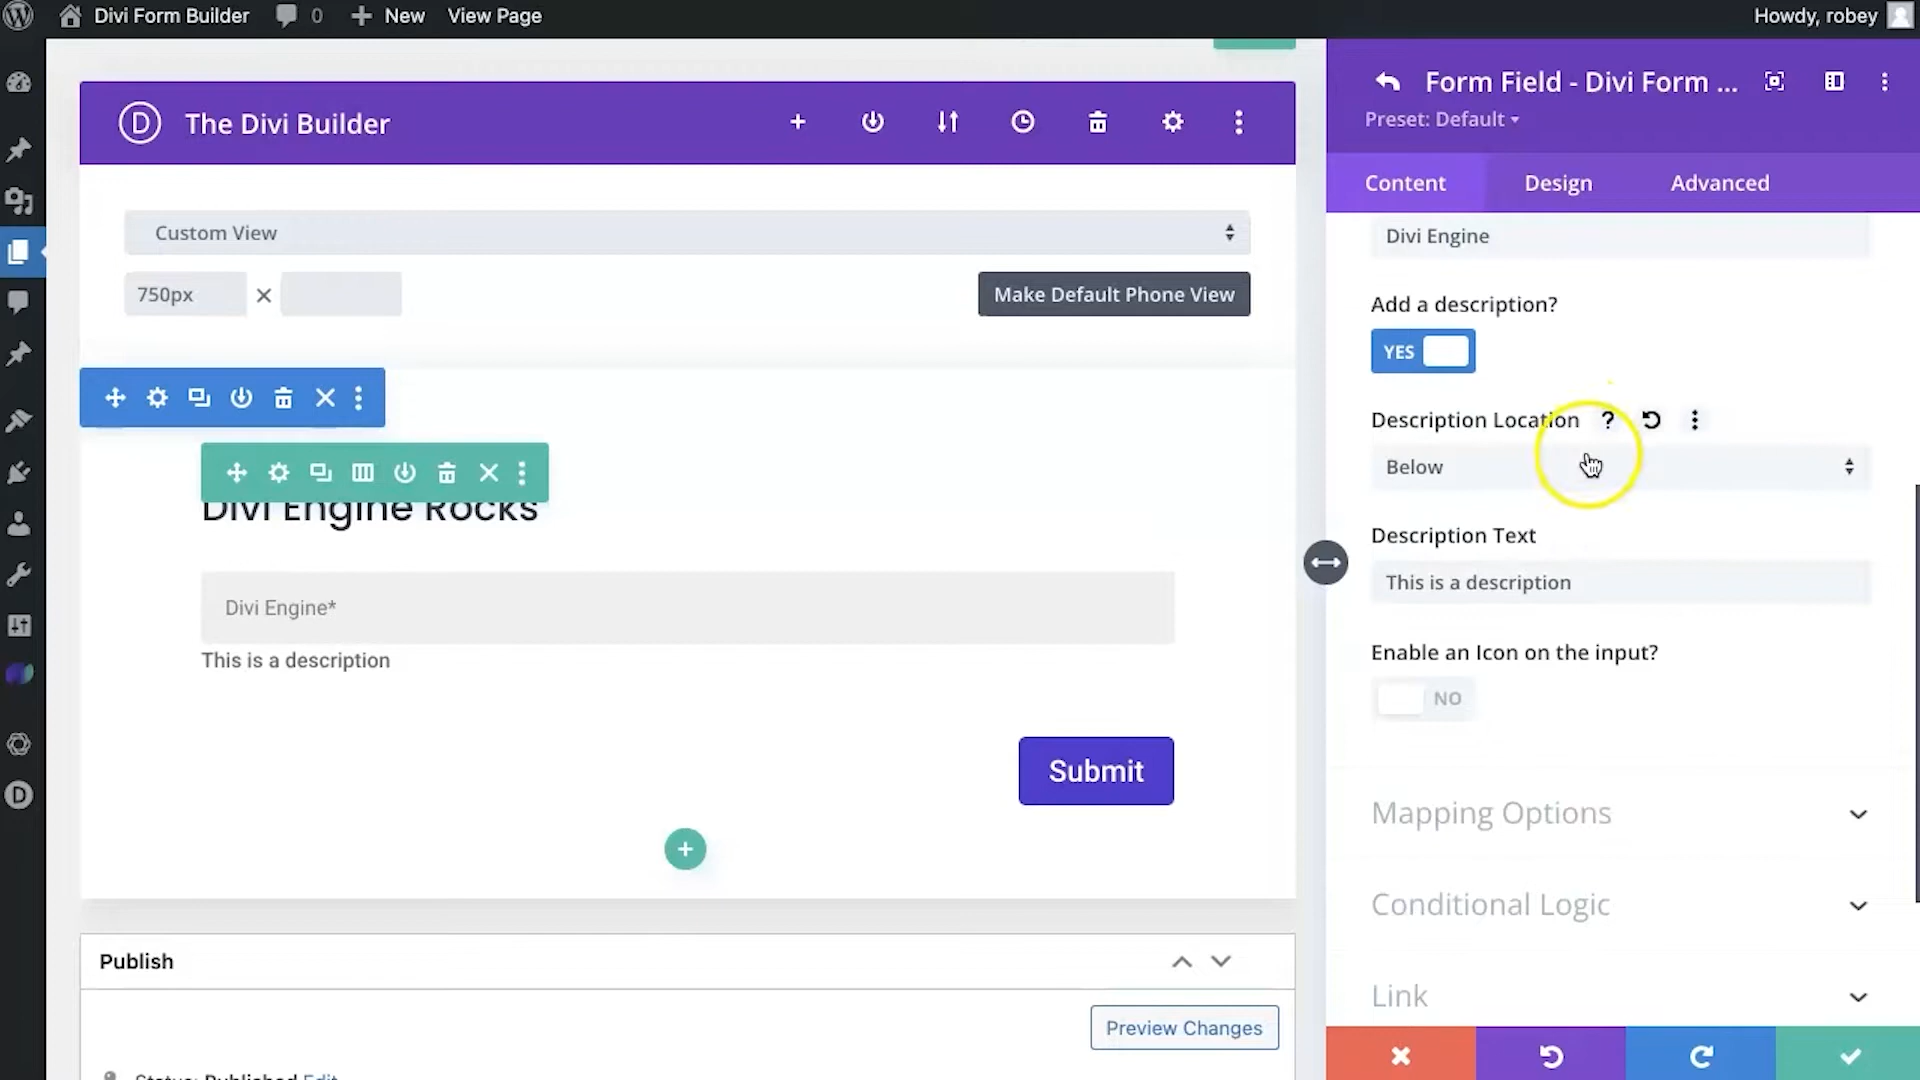 Divi Form Builder 0 New View Page Howdy, robey
The Divi Builder
Custom View
750px
Make Default Phone View
Divi Engine Rocks
Divi Engine*
This is a description
Submit
Publish
Preview Changes
Status: Published Edit
Form Field - Divi Form ...
Preset: Default
Content Design Advanced
Divi Engine
Add a description?
YES
Description Location ?
Below
Description Text
This is a description
Enable an Icon on the input?
NO
Mapping Options
Conditional Logic
Link